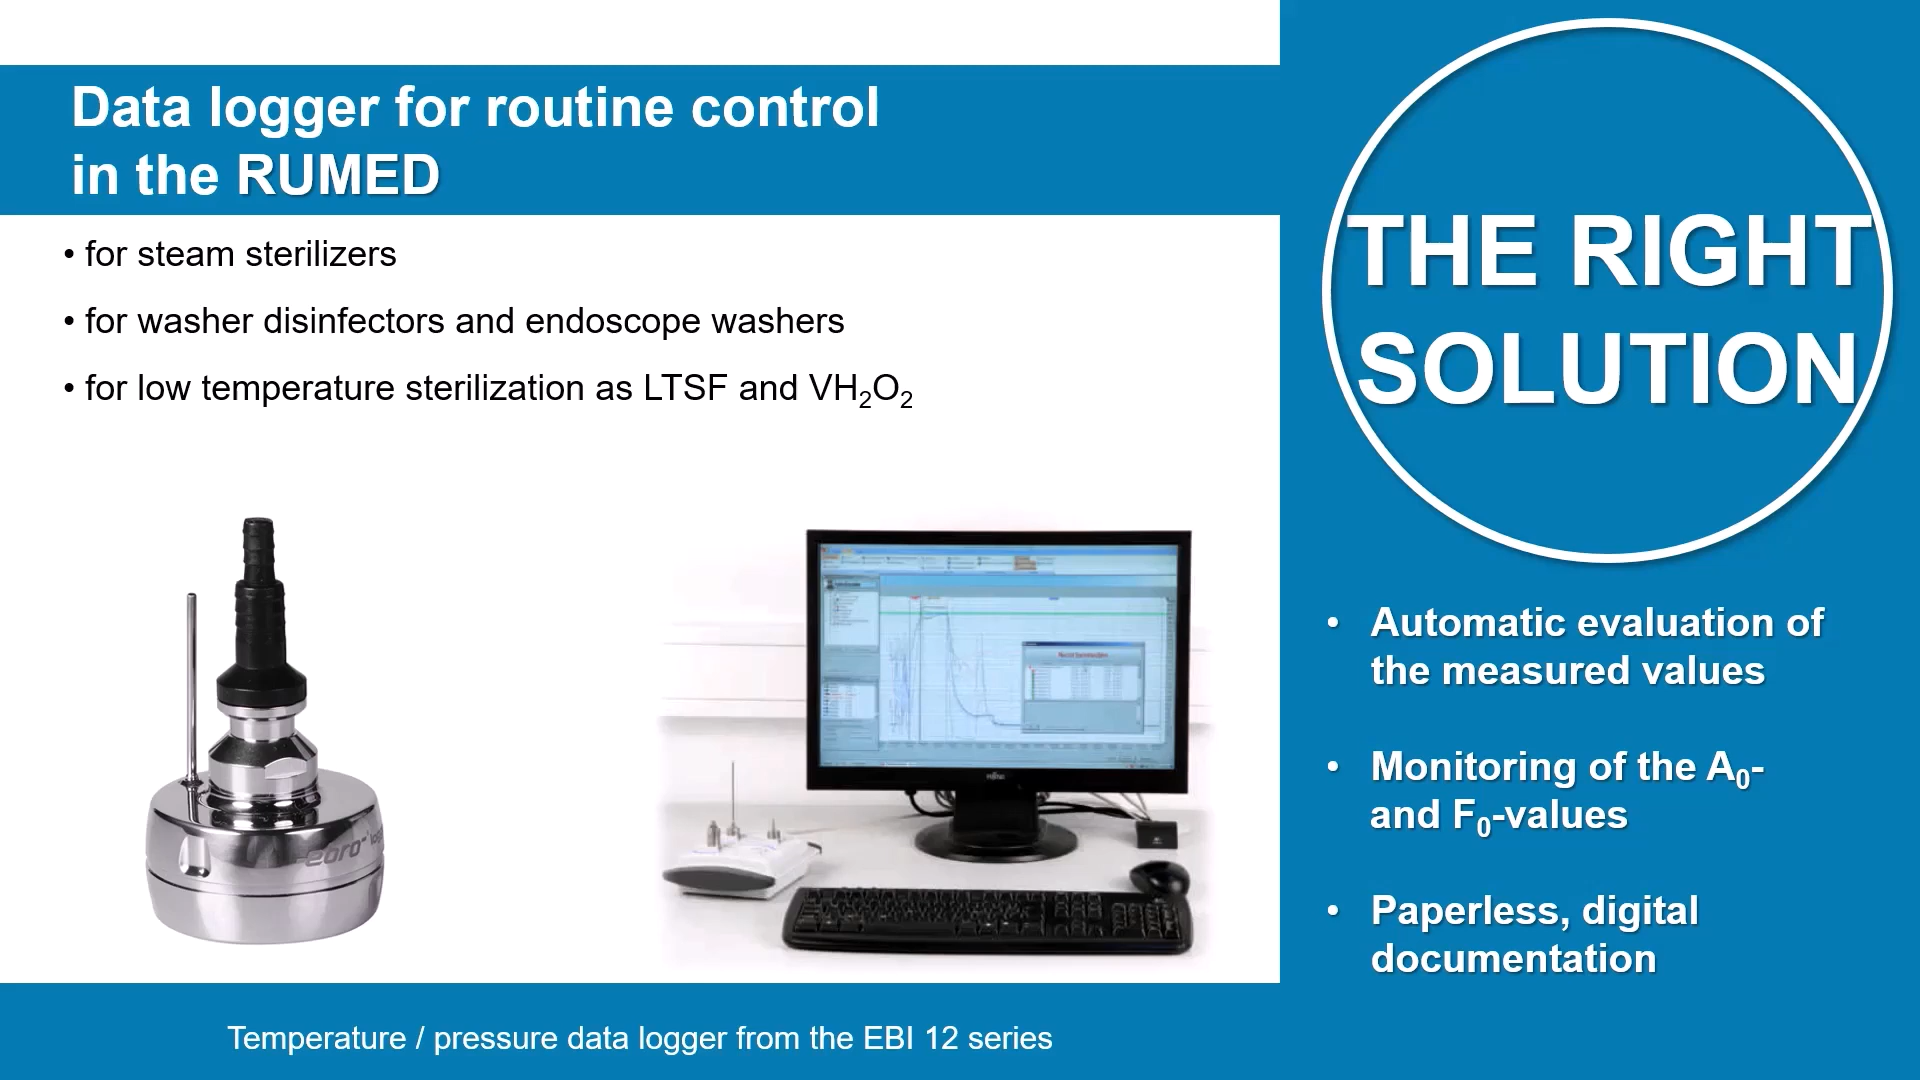 Data logger for routine control
in the RUMED
• for steam sterilizers
• for washer disinfectors and endoscope washers
• for low temperature sterilization as LTSF and VH₂O₂
THE RIGHT
SOLUTION
• Automatic evaluation of
the measured values
• Monitoring of the A₀-
and F₀-values
• Paperless, digital
documentation
ebro
FUJITSU
Temperature / pressure data logger from the EBI 12 series